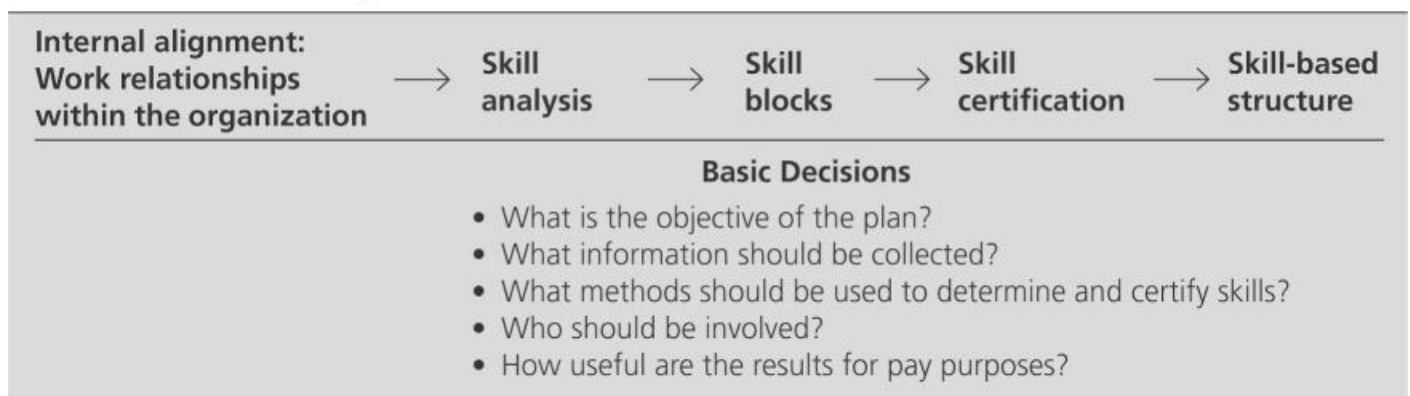 Internal alignment:
Work relationships
within the organization
→
Skill
analysis
→
Skill
blocks
→
Skill
certification
→
Skill-based
structure
Basic Decisions
• What is the objective of the plan?
• What information should be collected?
• What methods should be used to determine and certify skills?
• Who should be involved?
• How useful are the results for pay purposes?